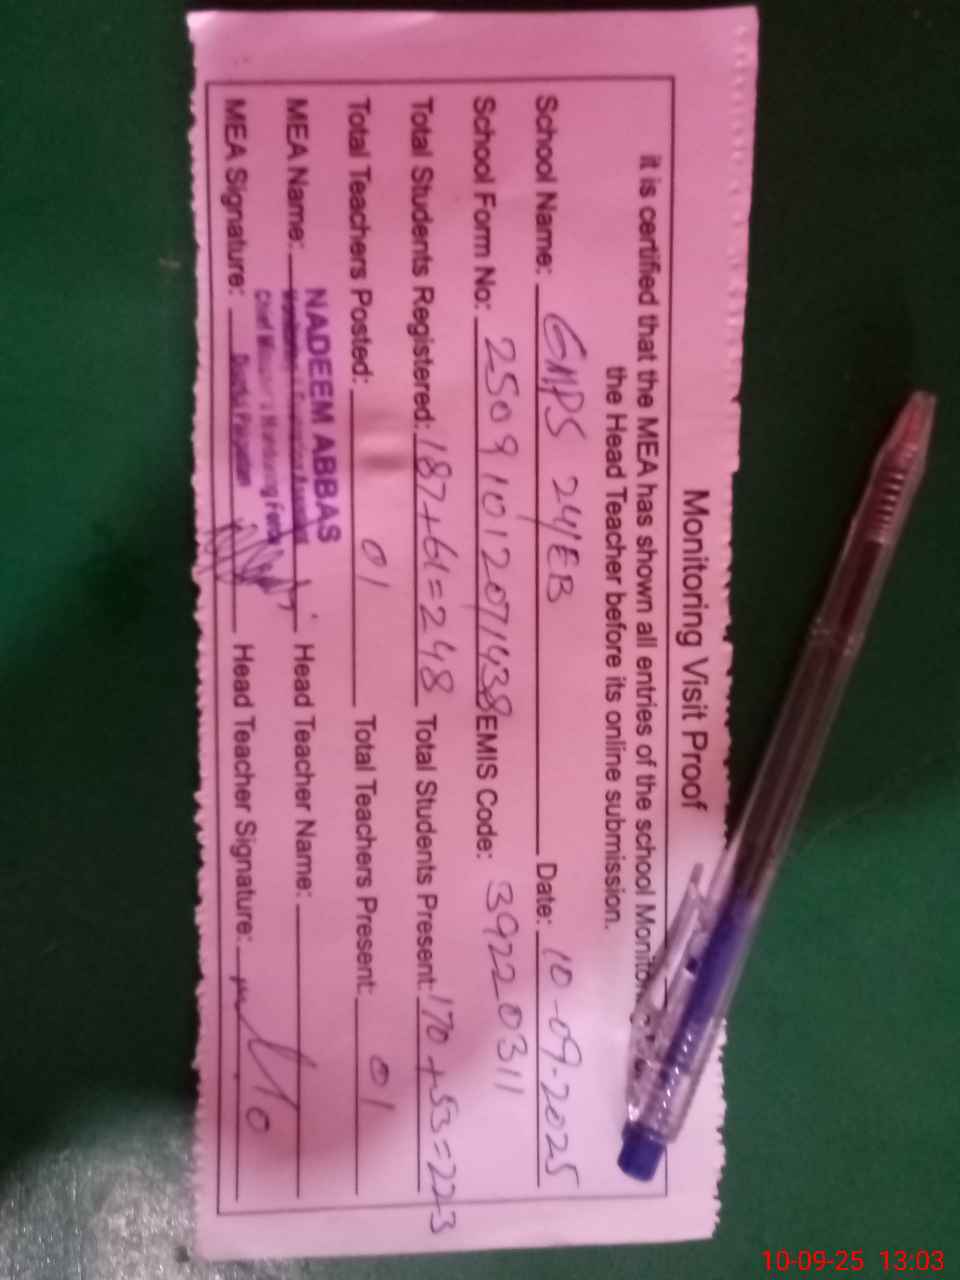 Monitoring Visit Proof
it is certified that the MEA has shown all entries of the school
the Head Teacher before its online submission.
School Name: GMPS 24/EB Date: 10-09-2025
School Form No: 25091012071438 EMIS Code: 39220311
Total Students Registered: 187+61=248 Total Students Present: 170+53=223
Total Teachers Posted: 01 Total Teachers Present: 01
MEA Name: NADEEM ABBAS Head Teacher Name:
MEA Signature: Head Teacher Signature:
10-09-25 13:03